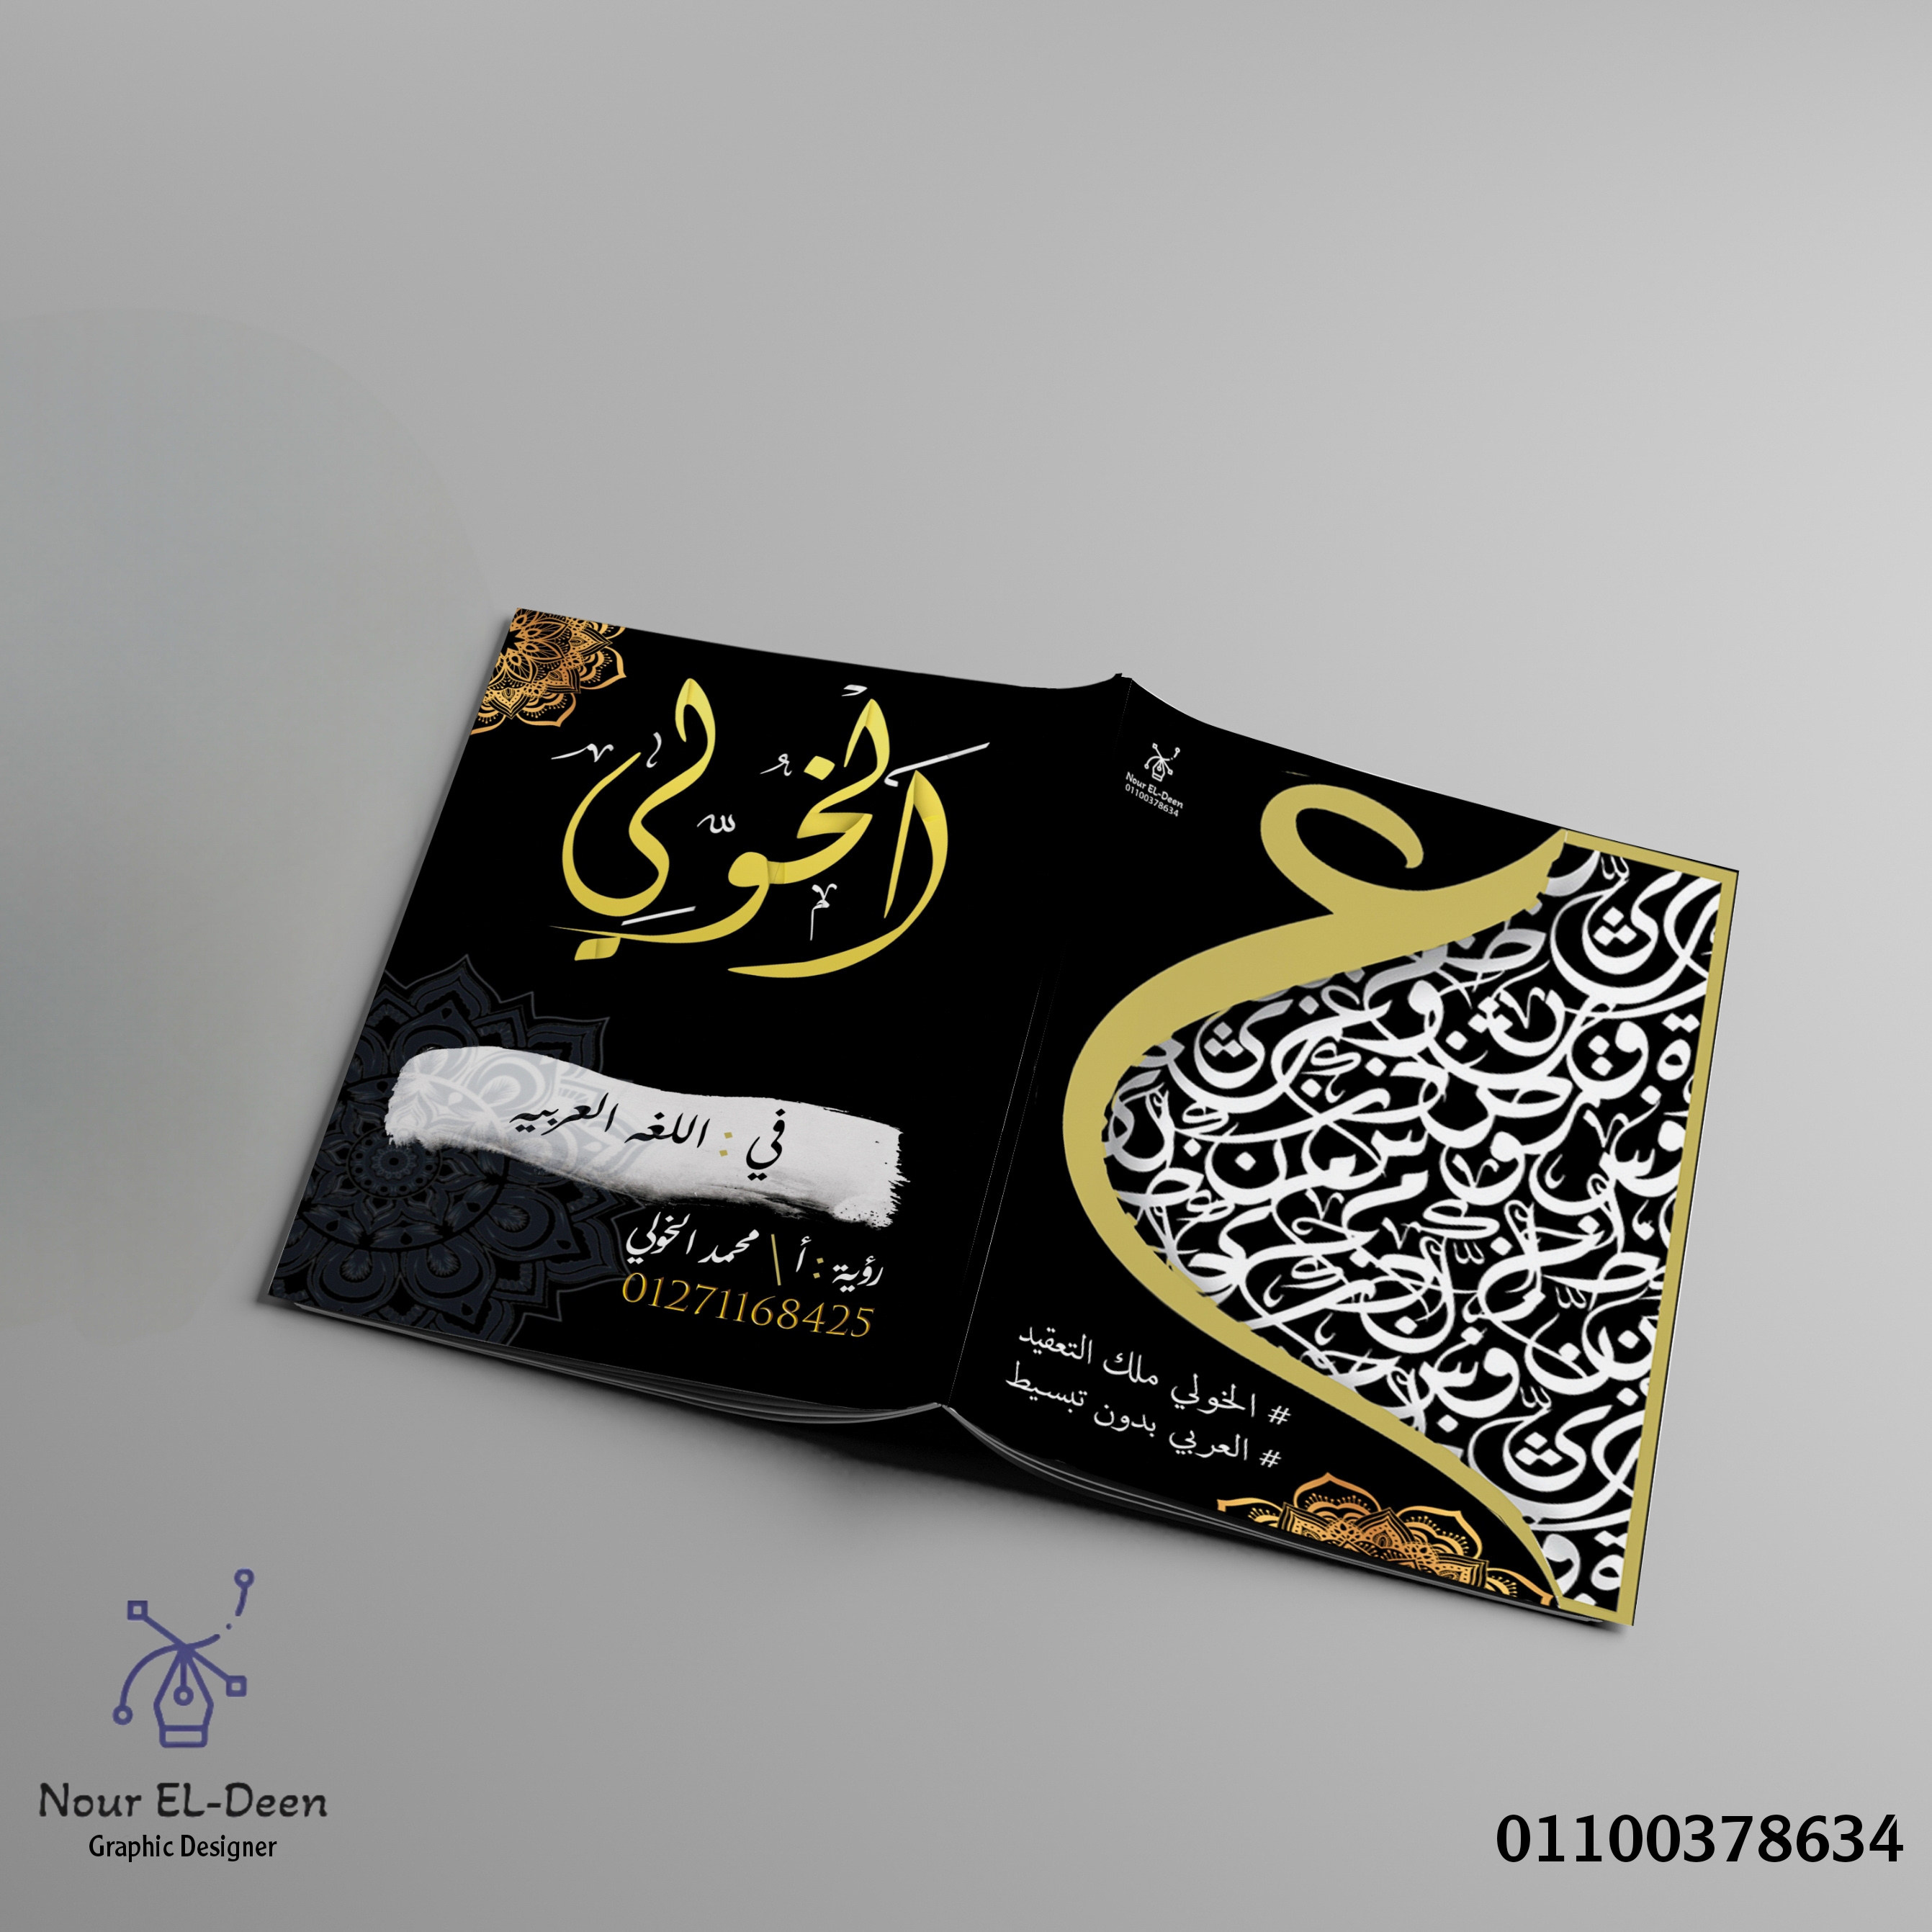 الخولي
في : اللغه العربيه
رؤية : أ \ محمد الخولي
01271168425
Nour EL-Deen
01100378634
ع
# الخولي ملك التعقيد
# العربي بدون تبسيط
Nour EL-Deen
Graphic Designer
01100378634